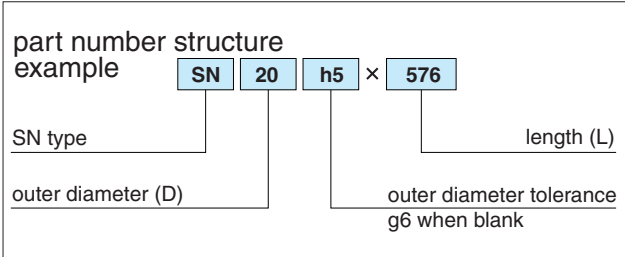 part number structure
example SN 20 h5 × 576
SN type length (L)
outer diameter (D) outer diameter tolerance
g6 when blank